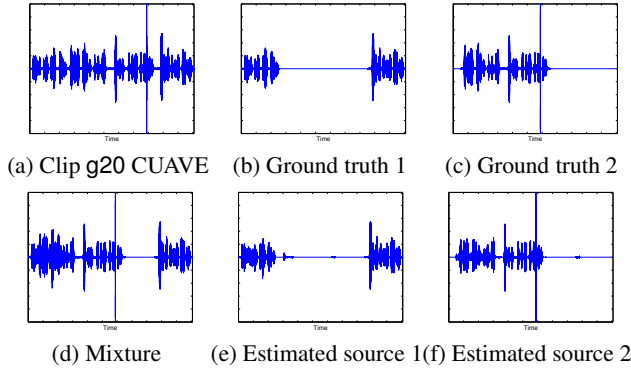 Time Time Time
(a) Clip g20 CUAVE (b) Ground truth 1 (c) Ground truth 2
Time Time Time
(d) Mixture (e) Estimated source 1 (f) Estimated source 2